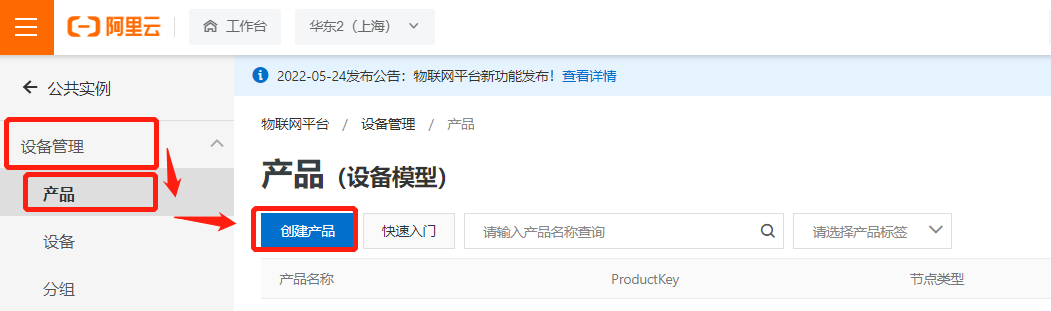 阿里云 工作台 华东2（上海）
2022-05-24发布公告：物联网平台新功能发布！查看详情
公共实例
设备管理
产品
设备
分组
物联网平台 / 设备管理 / 产品
产品（设备模型）
创建产品 快速入门 请输入产品名称查询 请选择产品标签
产品名称 ProductKey 节点类型